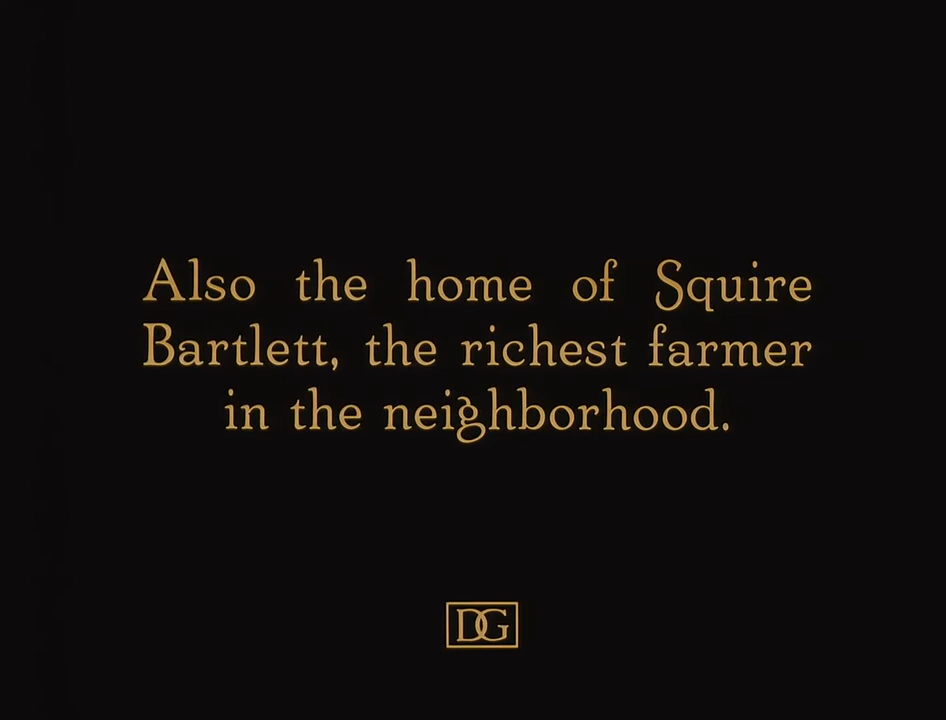 Also the home of Squire
Bartlett, the richest farmer
in the neighborhood.
DG